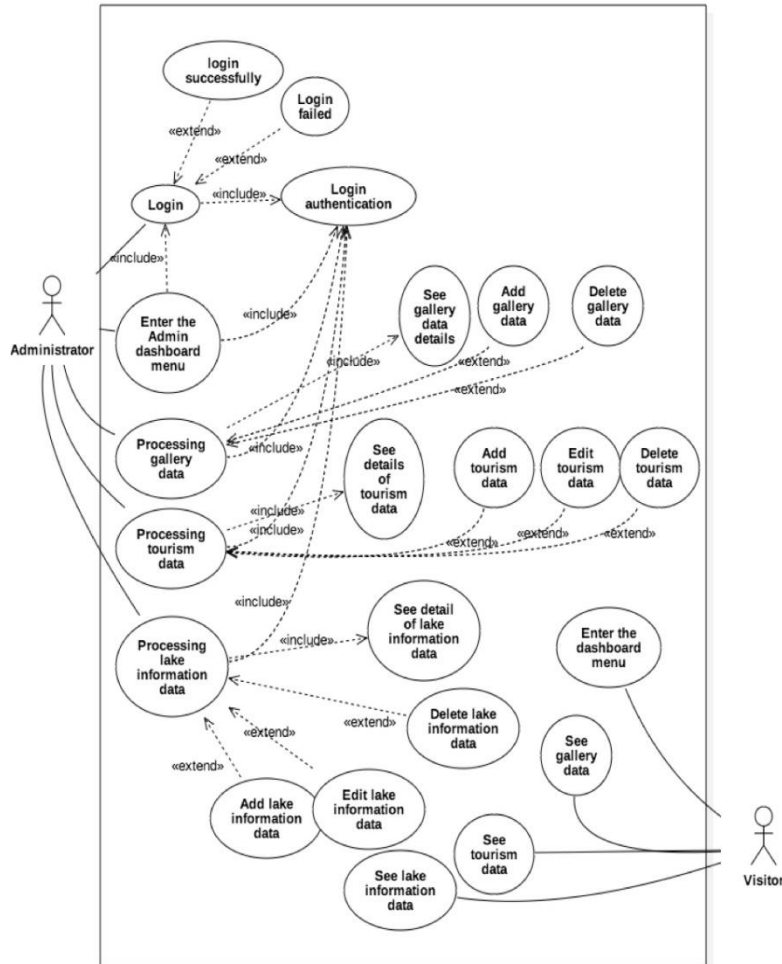 login
successfully
Login
failed
«extend»
«extend»
Login
«include»
Login
authentication
«include»
Administrator
Enter the
Admin
dashboard
menu
«include»
See
gallery
data
details
Add
gallery
data
Delete
gallery
data
«include»
«extend»
«extend»
Processing
gallery
data
«include»
See
details
of
tourism
data
Add
tourism
data
Edit
tourism
data
Delete
tourism
data
«include»
«include»
«extend»
«extend»
«extend»
Processing
tourism
data
«include»
Processing
lake
information
data
«include»
See detail
of lake
information
data
Enter the
dashboard
menu
Delete lake
information
data
«extend»
«extend»
«extend»
See
gallery
data
Add lake
information
data
Edit lake
information
data
See
tourism
data
See lake
information
data
Visitor